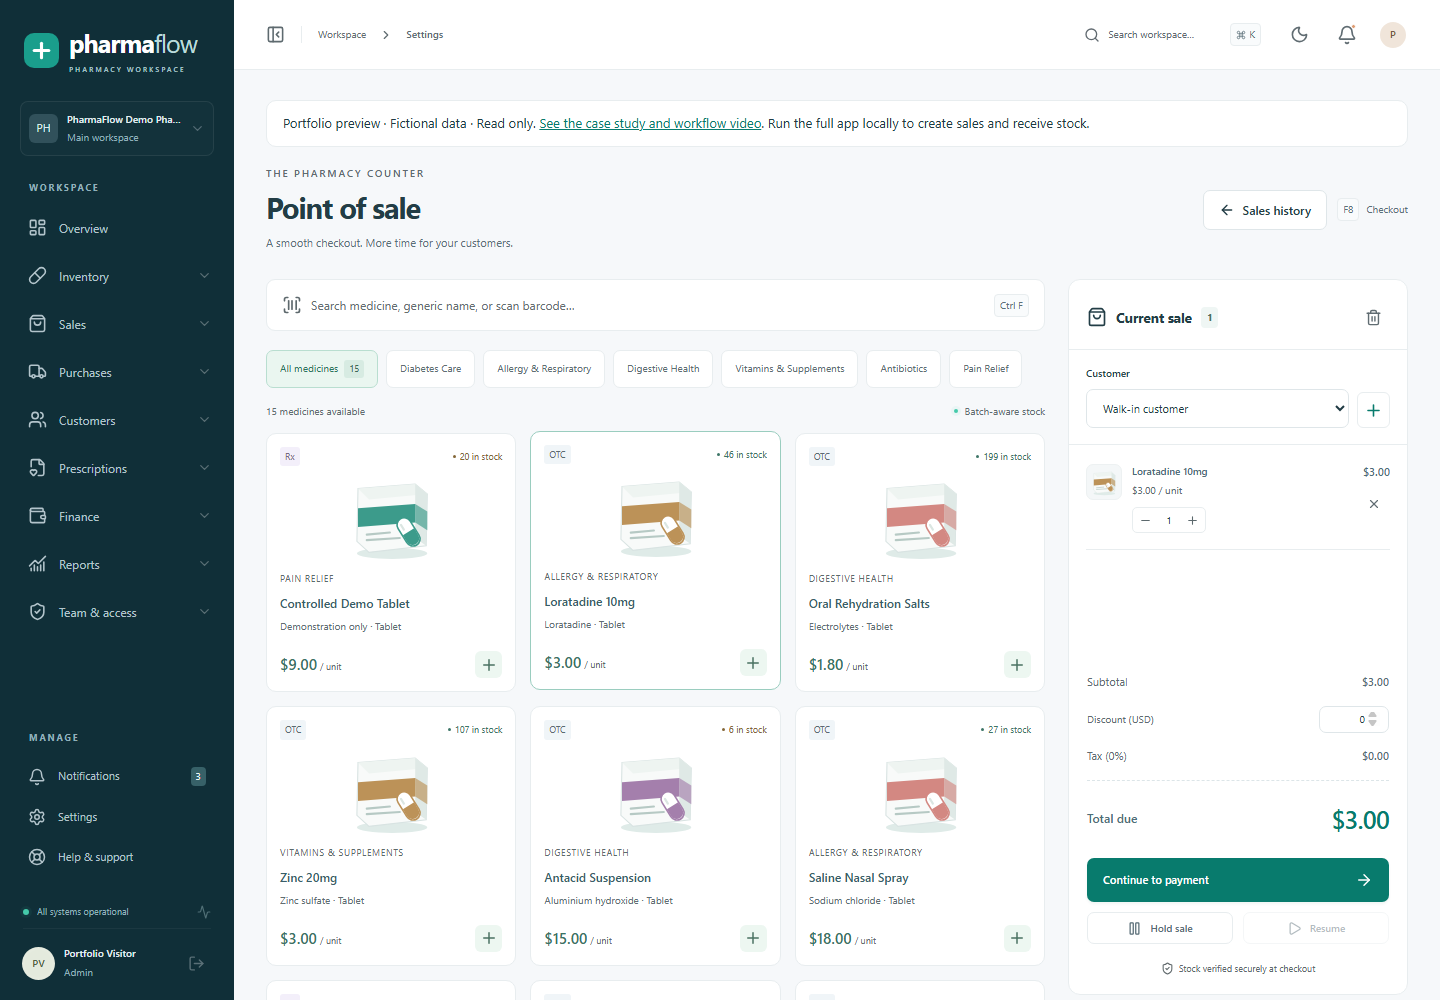 pharmaflow
PHARMACY WORKSPACE
PH
PharmaFlow Demo Pha...
Main workspace
WORKSPACE
Overview
Inventory
Sales
Purchases
Customers
Prescriptions
Finance
Reports
Team & access
MANAGE
Notifications
3
Settings
Help & support
All systems operational
PV
Portfolio Visitor
Admin
Workspace
Settings
Search workspace...
⌘ K
P
Portfolio preview · Fictional data · Read only. See the case study and workflow video. Run the full app locally to create sales and receive stock.
THE PHARMACY COUNTER
Point of sale
A smooth checkout. More time for your customers.
Sales history
F8
Checkout
Search medicine, generic name, or scan barcode...
Ctrl F
All medicines 15
Diabetes Care
Allergy & Respiratory
Digestive Health
Vitamins & Supplements
Antibiotics
Pain Relief
15 medicines available
Batch-aware stock
Rx
• 20 in stock
PAIN RELIEF
Controlled Demo Tablet
Demonstration only · Tablet
$9.00 / unit
OTC
• 46 in stock
ALLERGY & RESPIRATORY
Loratadine 10mg
Loratadine · Tablet
$3.00 / unit
OTC
• 199 in stock
DIGESTIVE HEALTH
Oral Rehydration Salts
Electrolytes · Tablet
$1.80 / unit
OTC
• 107 in stock
VITAMINS & SUPPLEMENTS
Zinc 20mg
Zinc sulfate · Tablet
$3.00 / unit
OTC
• 6 in stock
DIGESTIVE HEALTH
Antacid Suspension
Aluminium hydroxide · Tablet
$15.00 / unit
OTC
• 27 in stock
ALLERGY & RESPIRATORY
Saline Nasal Spray
Sodium chloride · Tablet
$18.00 / unit
Current sale 1
Customer
Walk-in customer
Loratadine 10mg
$3.00
$3.00 / unit
1
Subtotal
$3.00
Discount (USD)
0
Tax (0%)
$0.00
Total due
$3.00
Continue to payment
Hold sale
Resume
Stock verified securely at checkout